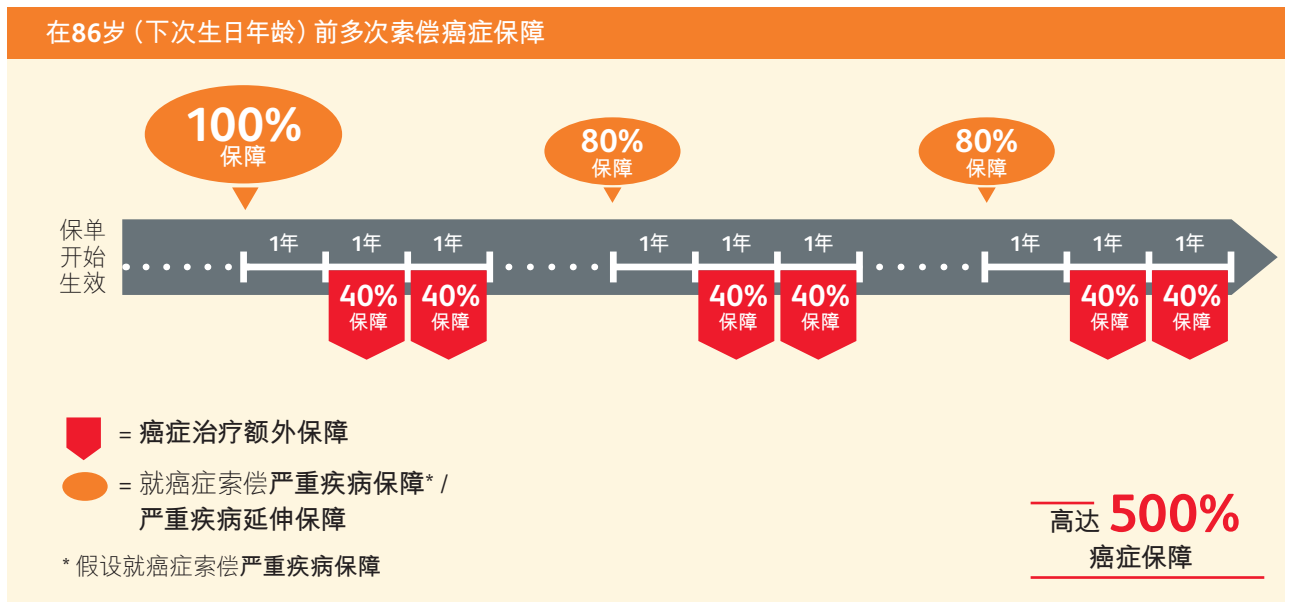 在86岁（下次生日年龄）前多次索偿癌症保障
100%
保障
80%
保障
80%
保障
保单
开始
生效
1年 1年 1年 1年 1年 1年 1年 1年 1年
40% 40% 40% 40% 40% 40%
保障 保障 保障 保障 保障 保障
= 癌症治疗额外保障
= 就癌症索偿严重疾病保障* /
严重疾病延伸保障
* 假设就癌症索偿严重疾病保障
高达 500%
癌症保障